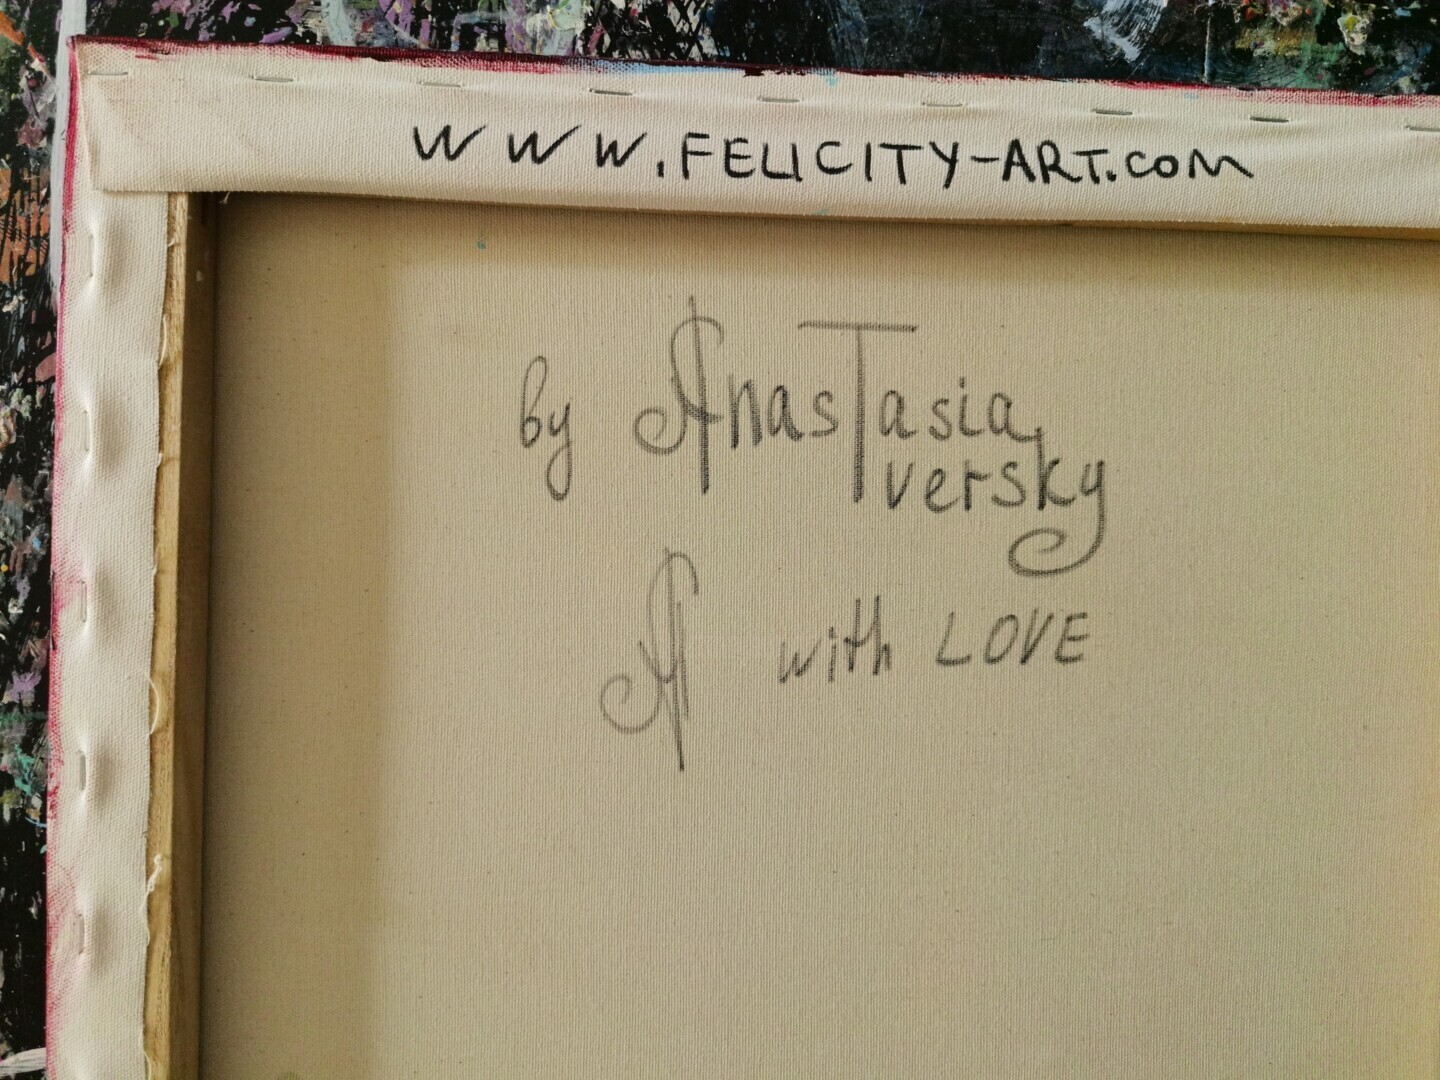 WWW.FELICITY-ART.COM
by AnasTasia
Tversky
with LOVE